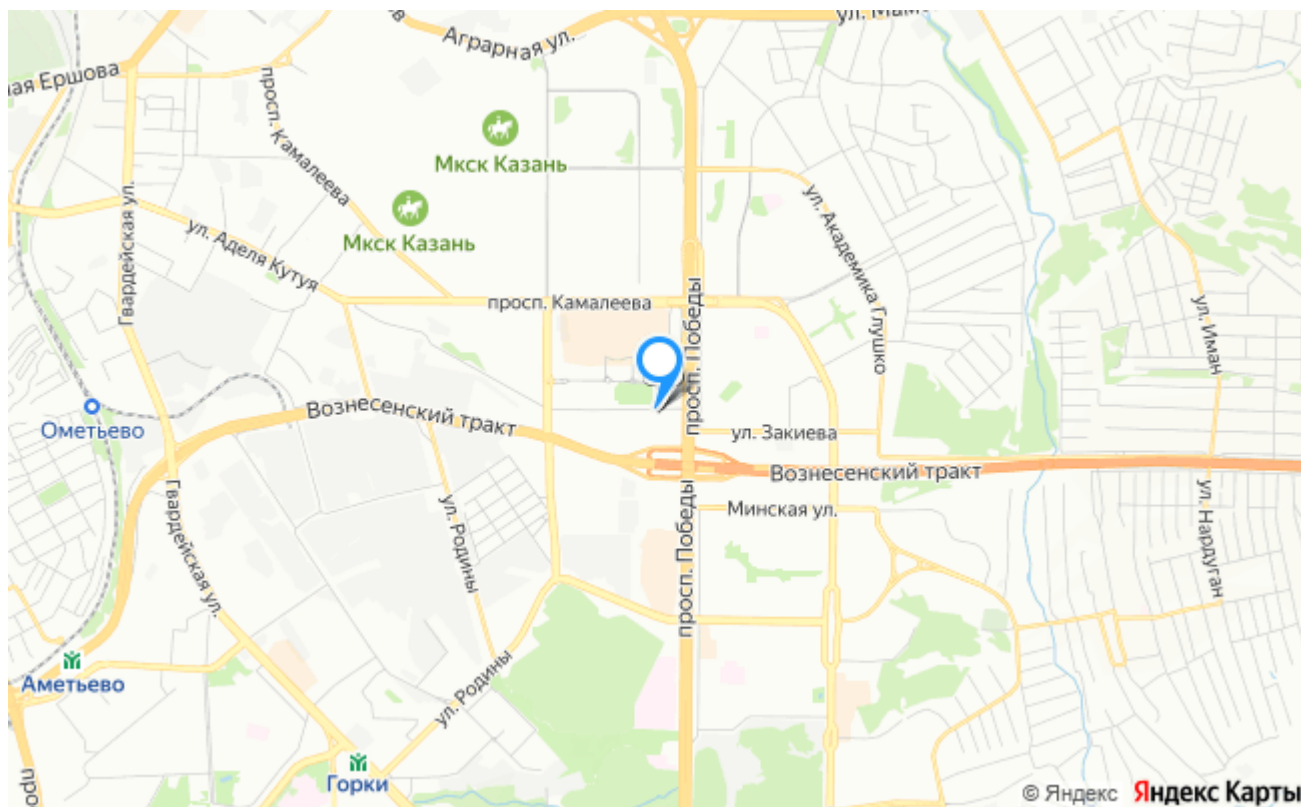 ул. Мам
Аграрная ул.
ная Ершова
просп. Камалеева
Мкск Казань
Гвардейская ул.
Мкск Казань
ул. Аделя Кутуя
ул. Академика Глушко
просп. Камалеева
ул. Иман
просп. Победы
Вознесенский тракт
Ометьево
ул. Закиева
Вознесенский тракт
Гвардейская ул.
ул. Родины
просп. Победы
Минская ул.
ул. Нардуган
Аметьево
ул. Родины
Горки
про
© Яндекс Яндекс Карты